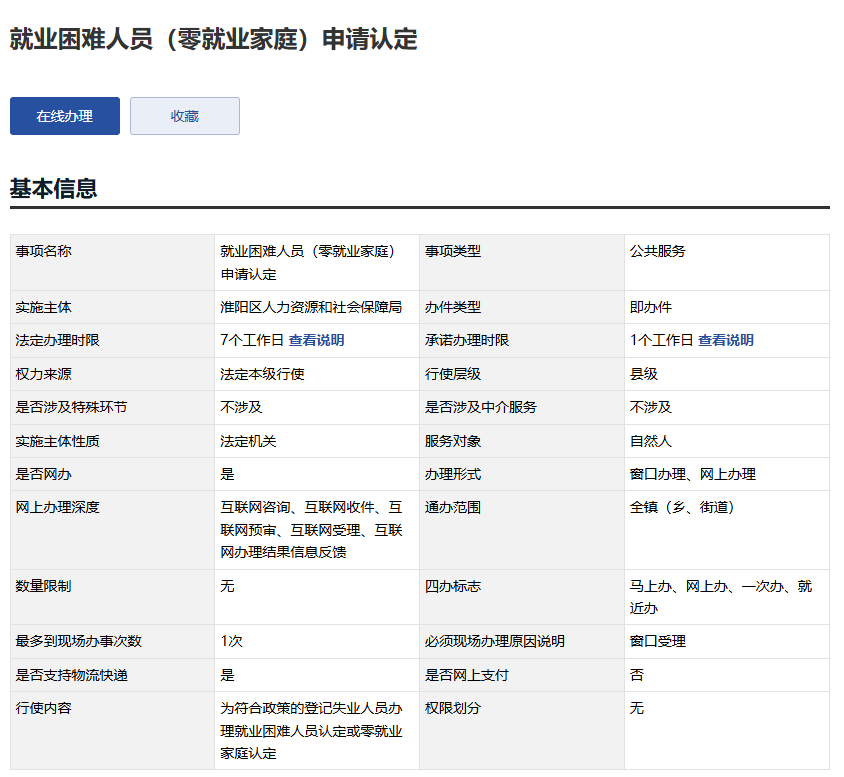 就业困难人员（零就业家庭）申请认定
在线办理 收藏
基本信息
事项名称 就业困难人员（零就业家庭） 事项类型 公共服务
申请认定
实施主体 淮阳区人力资源和社会保障局 办件类型 即办件
法定办理时限 7个工作日 查看说明 承诺办理时限 1个工作日 查看说明
权力来源 法定本级行使 行使层级 县级
是否涉及特殊环节 不涉及 是否涉及中介服务 不涉及
实施主体性质 法定机关 服务对象 自然人
是否网办 是 办理形式 窗口办理、网上办理
网上办理深度 互联网咨询、互联网收件、互 通办范围 全镇（乡、街道）
联网预审、互联网受理、互联
网办理结果信息反馈
数量限制 无 四办标志 马上办、网上办、一次办、就
近办
最多到现场办事次数 1次 必须现场办理原因说明 窗口受理
是否支持物流快递 是 是否网上支付 否
行使内容 为符合政策的登记失业人员办 权限划分 无
理就业困难人员认定或零就业
家庭认定